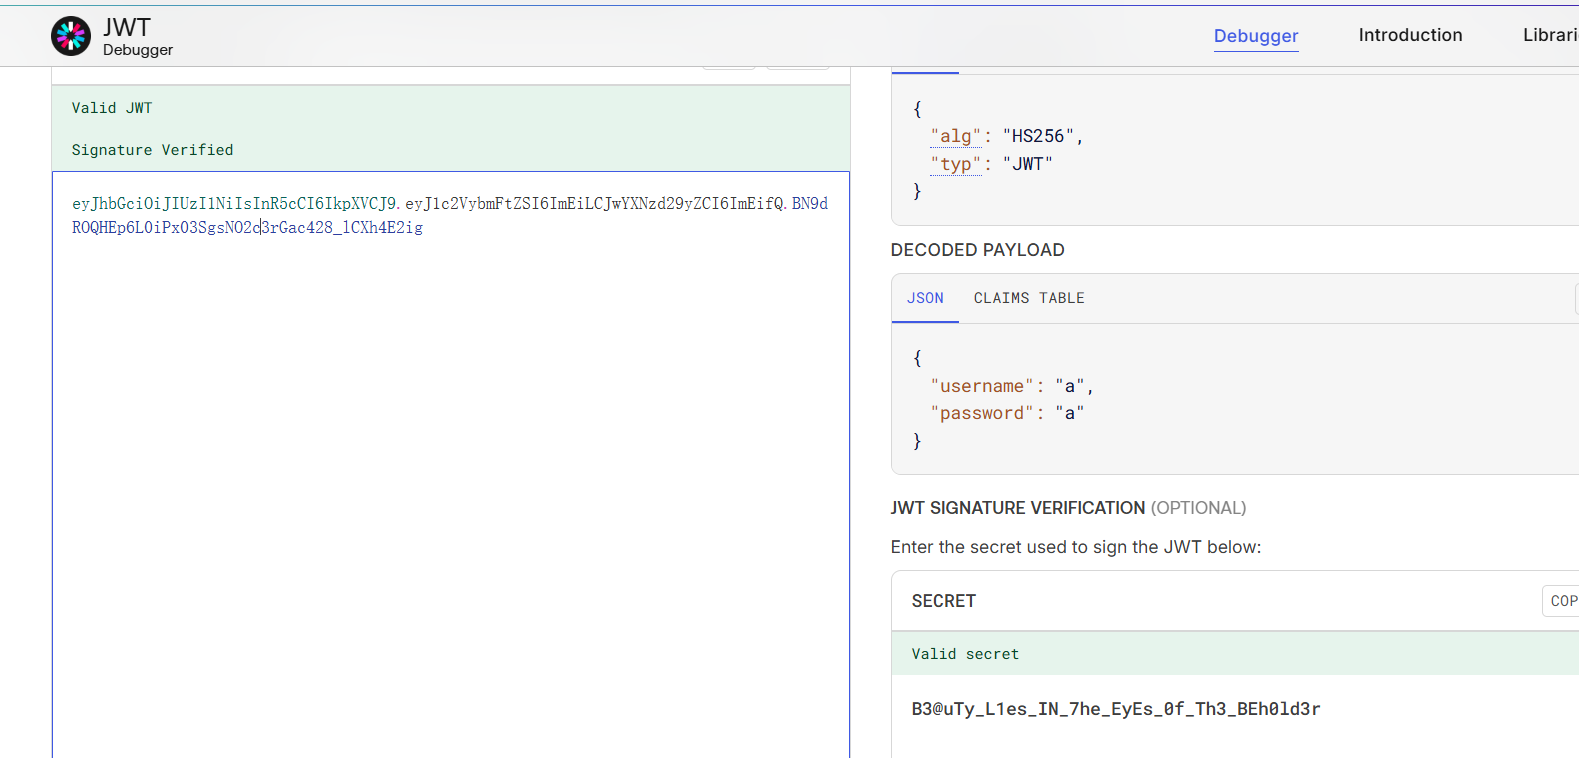 JWT
Debugger
Debugger
Introduction
Librari
Valid JWT
Signature Verified
eyJhbGciOiJIUzI1NiIsInR5cCI6IkpXVCJ9.eyJ1c2VybmFtZSI6ImEiLCJwYXNzd29yZCI6ImEifQ.BN9d
ROQHEp6L0iPx03SgsNO2c3rGac428_lCXh4E2ig
{
"alg": "HS256",
"typ": "JWT"
}
DECODED PAYLOAD
JSON
CLAIMS TABLE
{
"username": "a",
"password": "a"
}
JWT SIGNATURE VERIFICATION (OPTIONAL)
Enter the secret used to sign the JWT below:
SECRET
COP
Valid secret
B3@uTy_L1es_IN_7he_EyEs_0f_Th3_BEh0ld3r